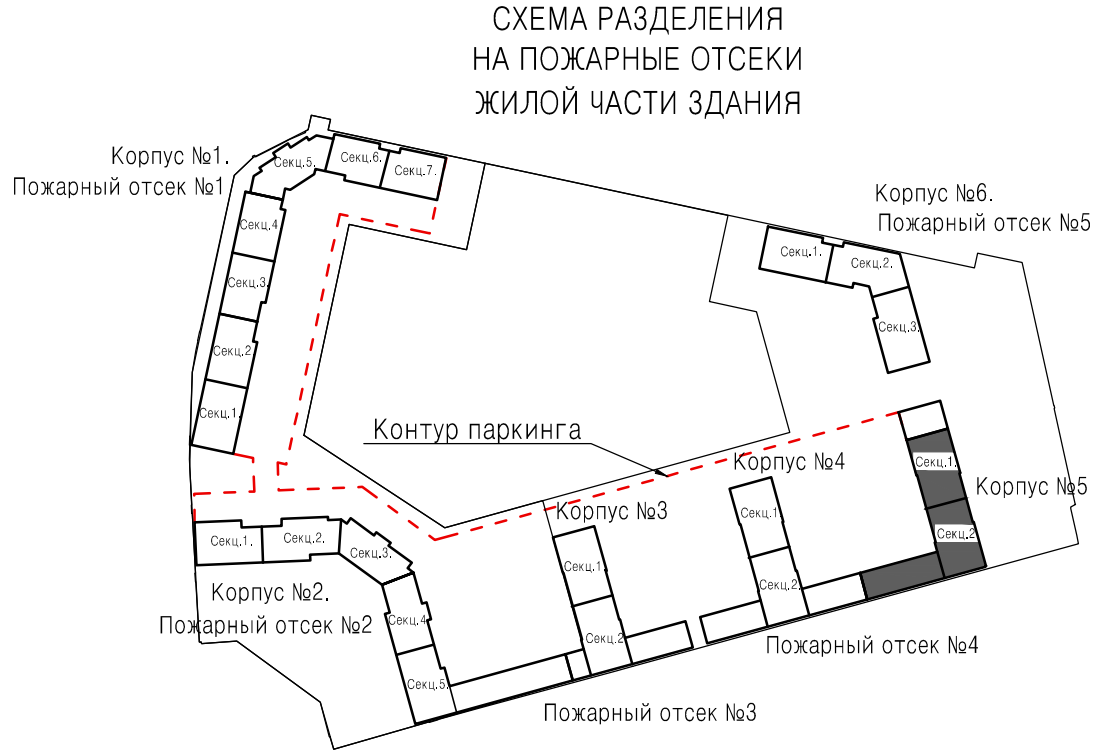 СХЕМА РАЗДЕЛЕНИЯ
НА ПОЖАРНЫЕ ОТСЕКИ
ЖИЛОЙ ЧАСТИ ЗДАНИЯ
Корпус №1.
Пожарный отсек №1
Секц.5.
Секц.6.
Секц.7.
Секц.4
Секц.3.
Секц.2
Секц.1.
Корпус №6.
Пожарный отсек №5
Секц.1.
Секц.2.
Секц.3.
Контур паркинга
Корпус №4
Корпус №5
Секц.1.
Секц.2
Корпус №3
Секц.1
Секц.2
Секц.1
Секц.2.
Секц.1.
Секц.2.
Секц.3.
Секц.4
Секц.5.
Корпус №2.
Пожарный отсек №2
Пожарный отсек №4
Пожарный отсек №3